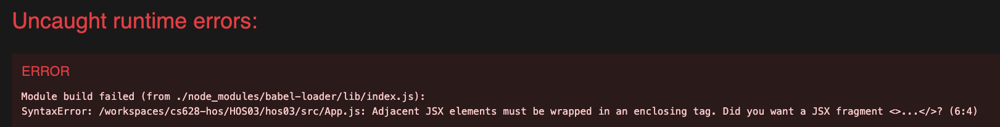 Uncaught runtime errors:
ERROR
Module build failed (from ./node_modules/babel-loader/lib/index.js):
SyntaxError: /workspaces/cs628-hos/HOS03/hos03/src/App.js: Adjacent JSX elements must be wrapped in an enclosing tag. Did you want a JSX fragment <>...</>? (6:4)